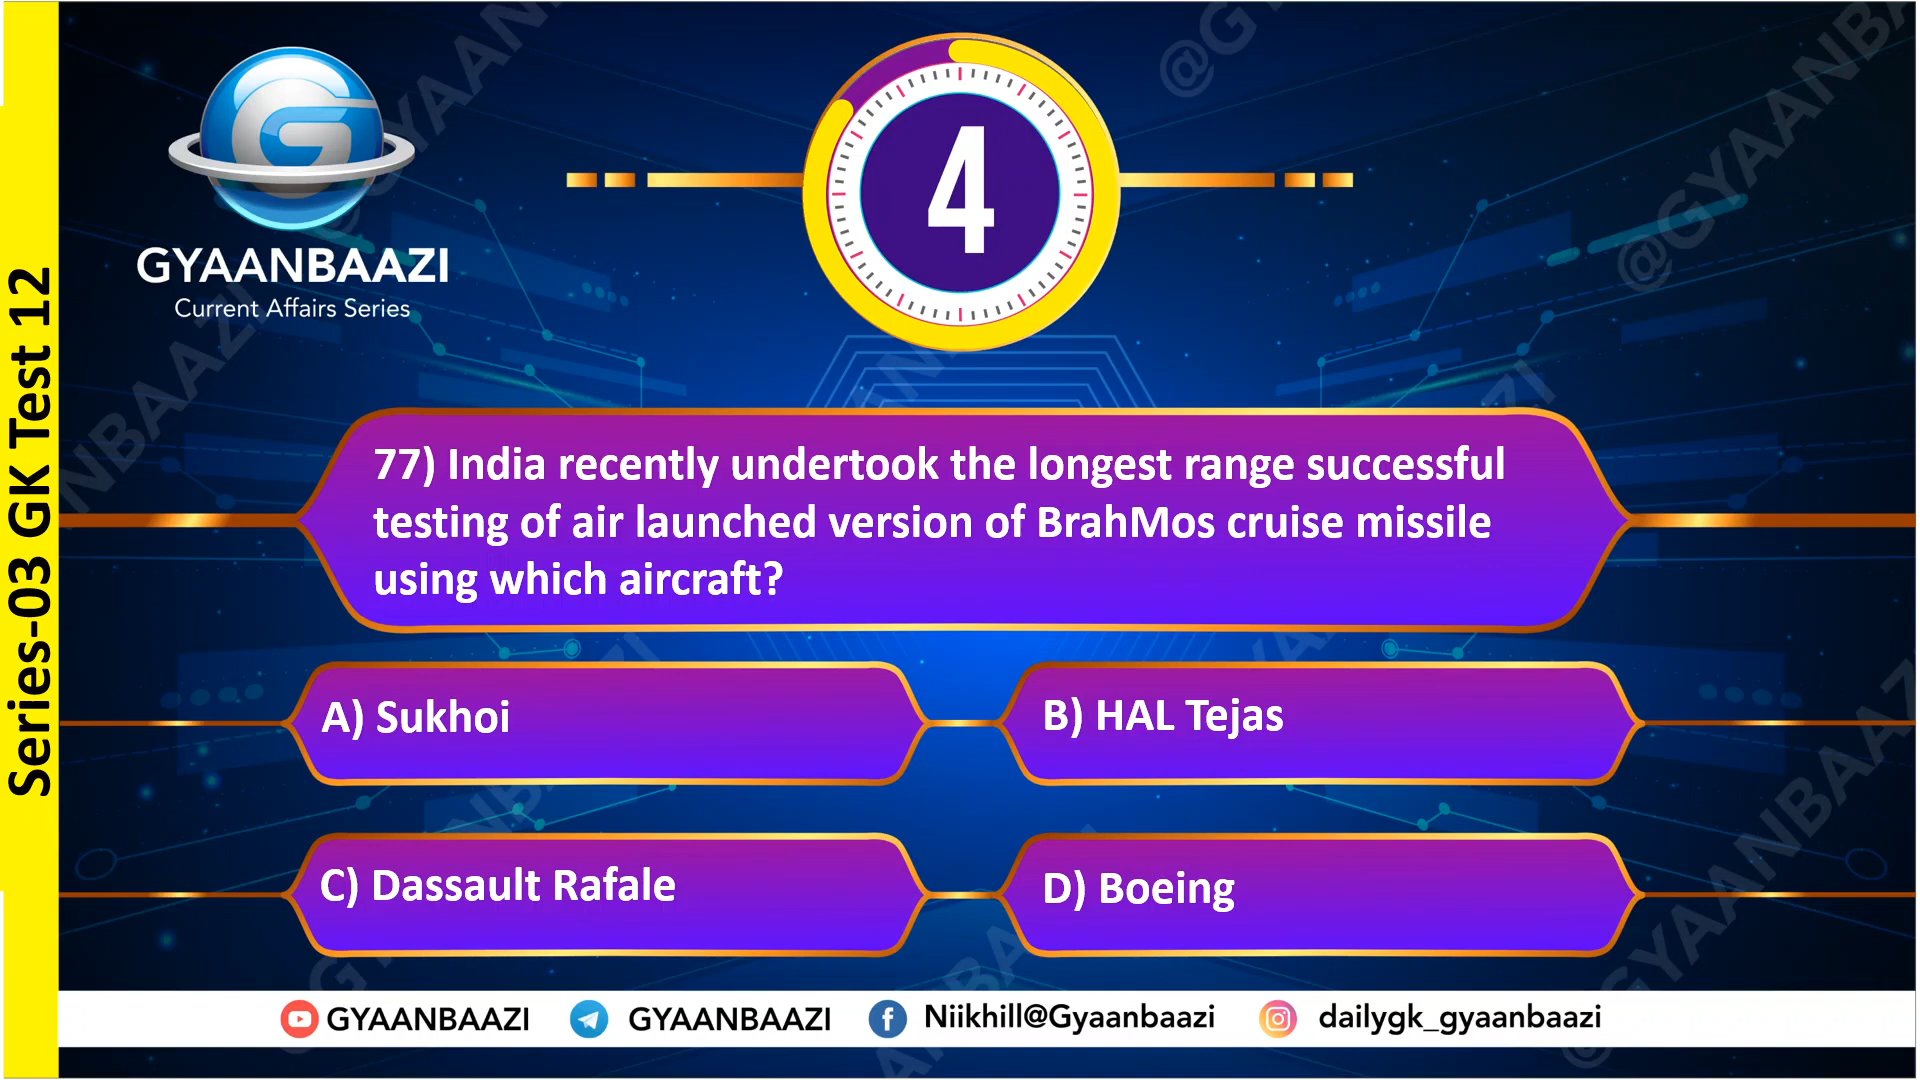 Series-03 GK Test 12
G
GYAANBAAZI
Current Affairs Series
4
77) India recently undertook the longest range successful
testing of air launched version of BrahMos cruise missile
using which aircraft?
A) Sukhoi
B) HAL Tejas
C) Dassault Rafale
D) Boeing
GYAANBAAZI
GYAANBAAZI
Niikhill@Gyaanbaazi
dailygk_gyaanbaazi
@GYAANBAAZI